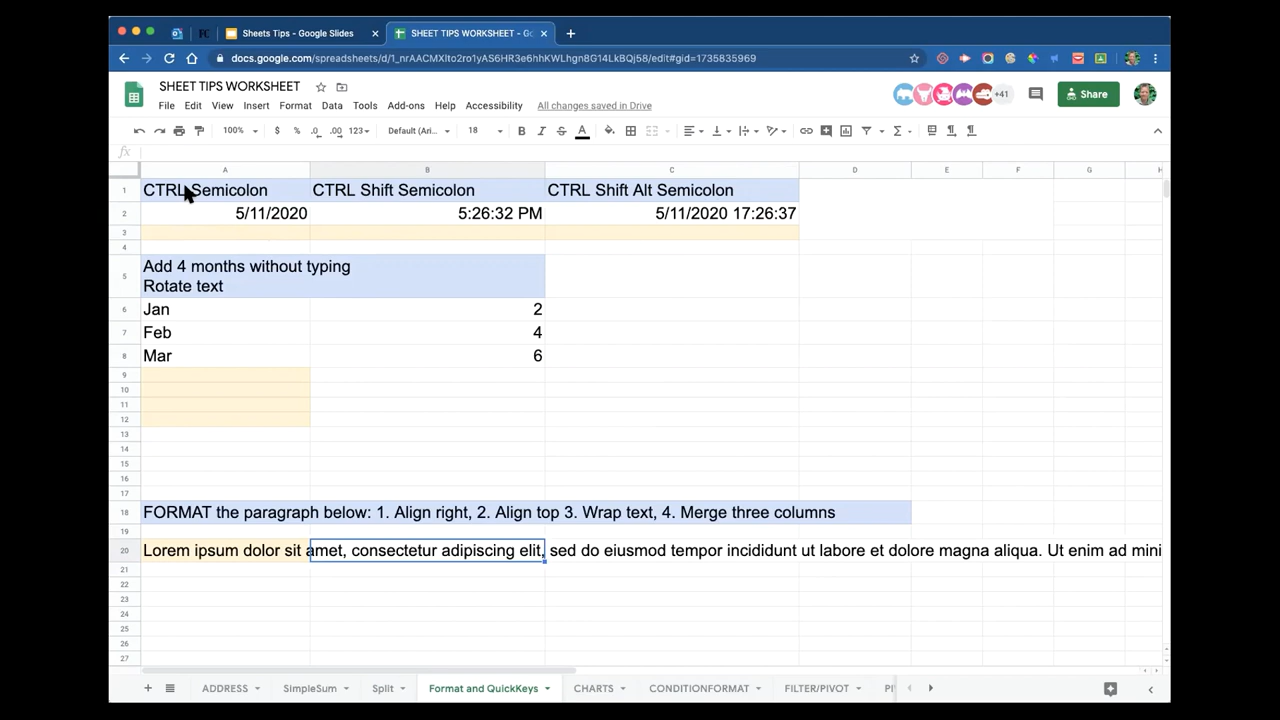 Sheets Tips - Google Slides
SHEET TIPS WORKSHEET - Go
docs.google.com/spreadsheets/d/1_nrAACMXIto2ro1yAS6HR3e6hhKWLhgn8G14LkBQj58/edit#gid=1735835969
SHEET TIPS WORKSHEET
File Edit View Insert Format Data Tools Add-ons Help Accessibility All changes saved in Drive
+41
Share
100% $ % .0 .00 123 Default (Ari... 18 B I S A
fx
A B C D E F G H
1 CTRL Semicolon CTRL Shift Semicolon CTRL Shift Alt Semicolon
2 5/11/2020 5:26:32 PM 5/11/2020 17:26:37
3
4
5 Add 4 months without typing
Rotate text
6 Jan 2
7 Feb 4
8 Mar 6
9
10
11
12
13
14
15
16
17
18 FORMAT the paragraph below: 1. Align right, 2. Align top 3. Wrap text, 4. Merge three columns
19
20 Lorem ipsum dolor sit amet, consectetur adipiscing elit, sed do eiusmod tempor incididunt ut labore et dolore magna aliqua. Ut enim ad mini
21
22
23
24
25
26
27
ADDRESS SimpleSum Split Format and QuickKeys CHARTS CONDITIONFORMAT FILTER/PIVOT